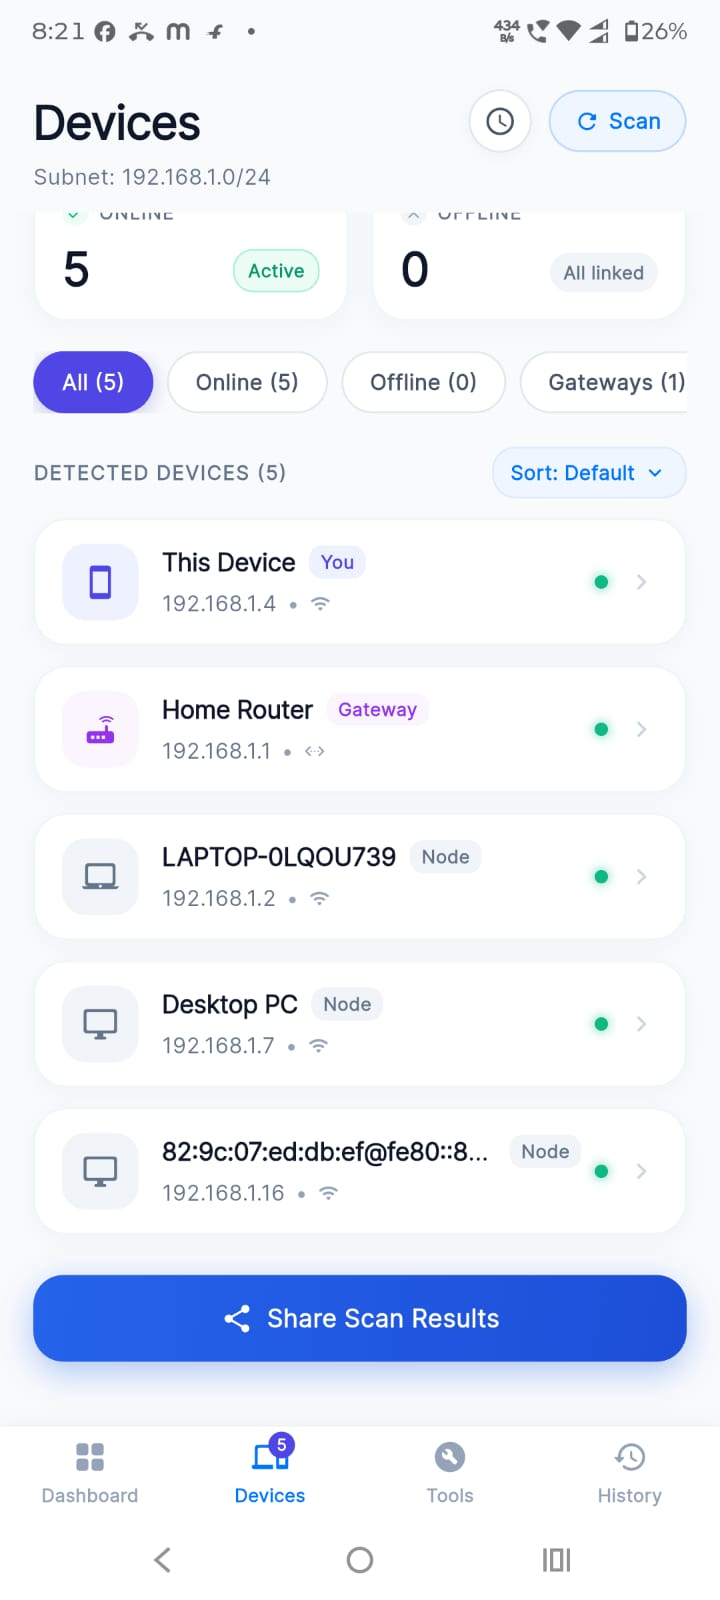 8:21
434
B/s
26%
Devices
Scan
Subnet: 192.168.1.0/24
ONLINE
OFFLINE
5
Active
0
All linked
All (5)
Online (5)
Offline (0)
Gateways (1)
DETECTED DEVICES (5)
Sort: Default
This Device
You
192.168.1.4
Home Router
Gateway
192.168.1.1
LAPTOP-0LQOU739
Node
192.168.1.2
Desktop PC
Node
192.168.1.7
82:9c:07:ed:db:ef@fe80::8...
Node
192.168.1.16
Share Scan Results
5
Dashboard
Devices
Tools
History